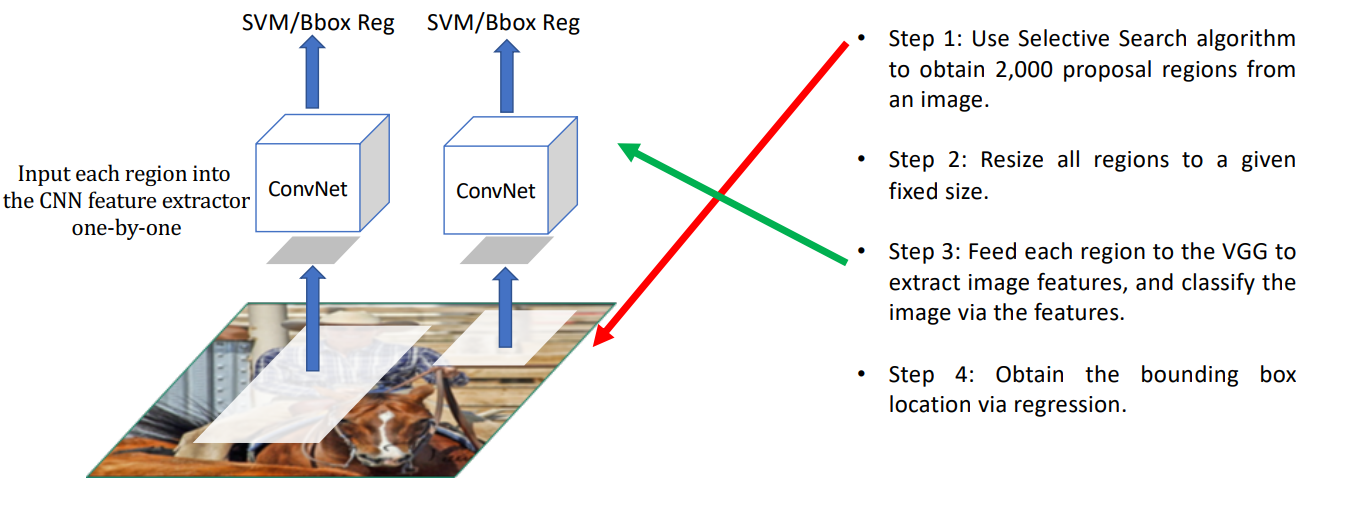 SVM/Bbox Reg SVM/Bbox Reg
Input each region into
the CNN feature extractor
one-by-one
ConvNet
ConvNet
• Step 1: Use Selective Search algorithm
to obtain 2,000 proposal regions from
an image.
• Step 2: Resize all regions to a given
fixed size.
• Step 3: Feed each region to the VGG to
extract image features, and classify the
image via the features.
• Step 4: Obtain the bounding box
location via regression.